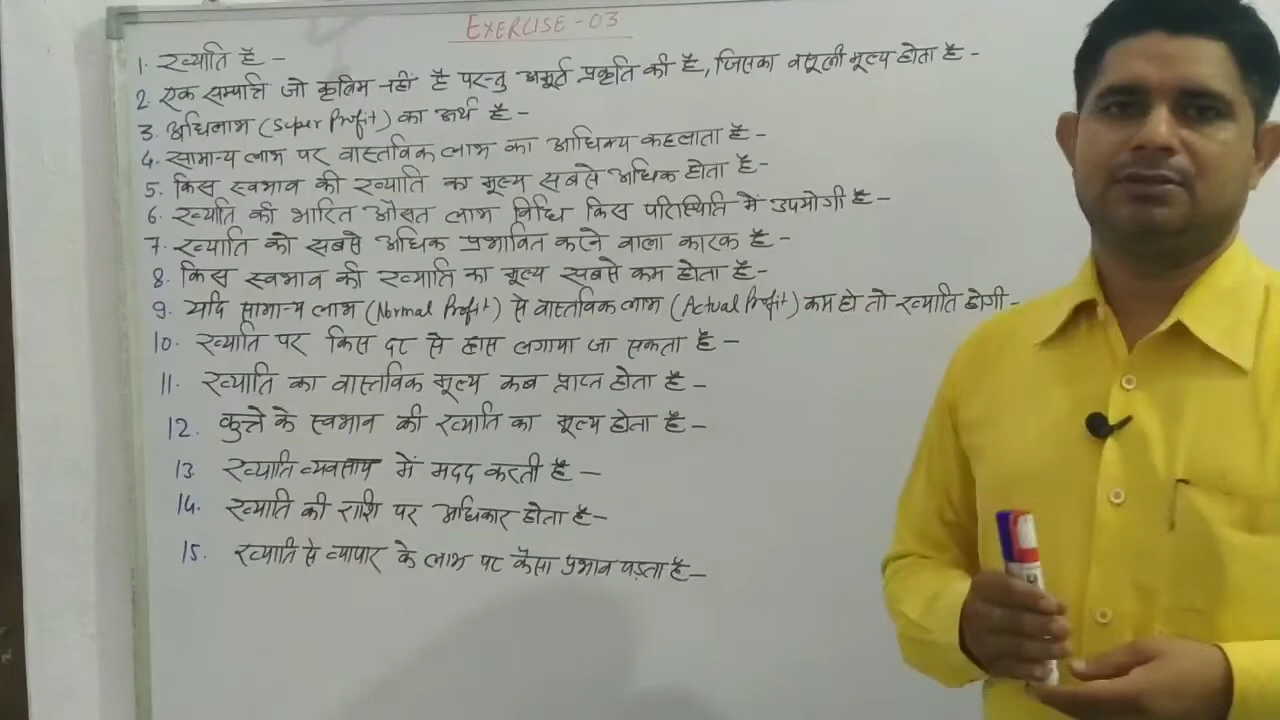 EXERCISE-03
1. ख्याति है -
2. एक सम्पत्ति जो कृत्रिम नहीं है परन्तु अमूर्त प्रकृति की है, जिसका वसूली मूल्य होता है -
3. अधिलाभ (Super Profit) का अर्थ है -
4. सामान्य लाभ पर वास्तविक लाभ का आधिक्य कहलाता है -
5. किस स्वभाव की ख्याति का मूल्य सबसे अधिक होता है -
6. ख्याति की भारित औसत लाभ विधि किस परिस्थिति में उपयोगी है -
7. ख्याति को सबसे अधिक प्रभावित करने वाला कारक है -
8. किस स्वभाव की ख्याति का मूल्य सबसे कम होता है -
9. यदि सामान्य लाभ (Normal Profit) से वास्तविक लाभ (Actual Profit) कम हो तो ख्याति होगी -
10. ख्याति पर किस दर से ह्रास लगाया जा सकता है -
11. ख्याति का वास्तविक मूल्य कब प्राप्त होता है -
12. कुत्ते के स्वभाव की ख्याति का मूल्य होता है -
13. ख्याति व्यवसाय में मदद करती है -
14. ख्याति की राशि पर अधिकार होता है -
15. ख्याति से व्यापार के लाभ पर कैसा प्रभाव पड़ता है -